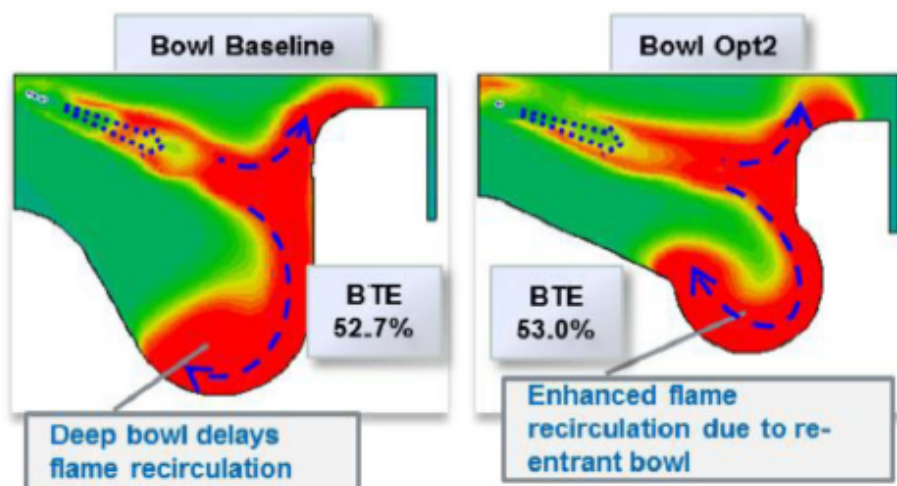 Bowl Baseline
Bowl Opt2
BTE
52.7%
BTE
53.0%
Deep bowl delays
flame recirculation
Enhanced flame
recirculation due to re-
entrant bowl